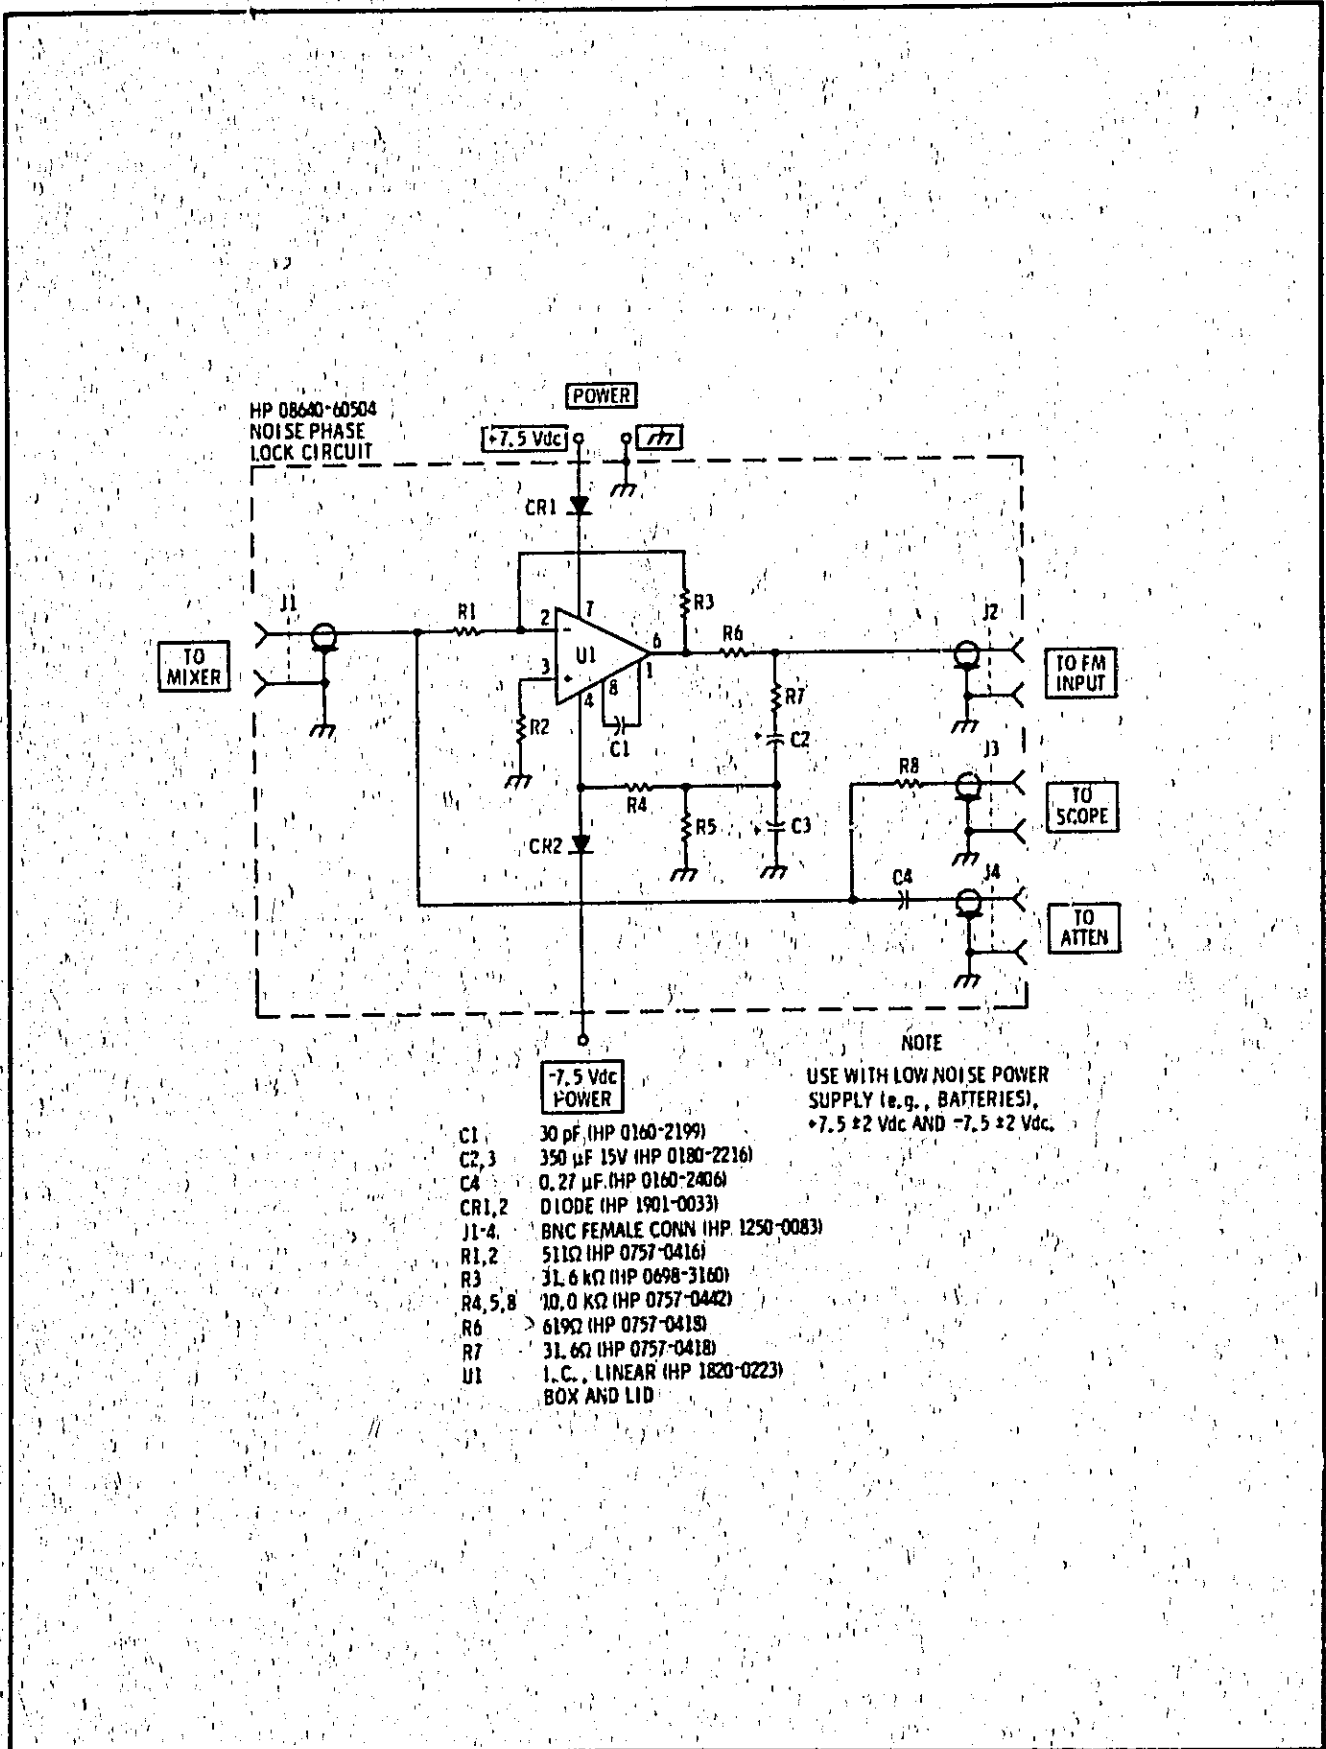 HP 08640-60504
NOISE PHASE
LOCK CIRCUIT
POWER
+7.5 Vdc
CR1
J1
R1
2
7
R3
J2
TO
MIXER
-
U1
6
R6
TO FM
INPUT
3
+
4
8
1
R7
R2
C1
+
C2
J3
R8
R4
TO
SCOPE
CR2
R5
+
C3
C4
J4
TO
ATTEN
-7.5 Vdc
POWER
NOTE
USE WITH LOW NOISE POWER
SUPPLY (e.g., BATTERIES),
+7.5 ±2 Vdc AND -7.5 ±2 Vdc.
C1 30 pF (HP 0160-2199)
C2,3 350 µF 15V (HP 0180-2216)
C4 0.27 µF (HP 0160-2406)
CR1,2 DIODE (HP 1901-0033)
J1-4 BNC FEMALE CONN (HP 1250-0083)
R1,2 511Ω (HP 0757-0416)
R3 31.6 kΩ (HP 0698-3160)
R4,5,8 10.0 KΩ (HP 0757-0442)
R6 619Ω (HP 0757-0418)
R7 31.6Ω (HP 0757-0418)
U1 I.C., LINEAR (HP 1820-0223)
BOX AND LID